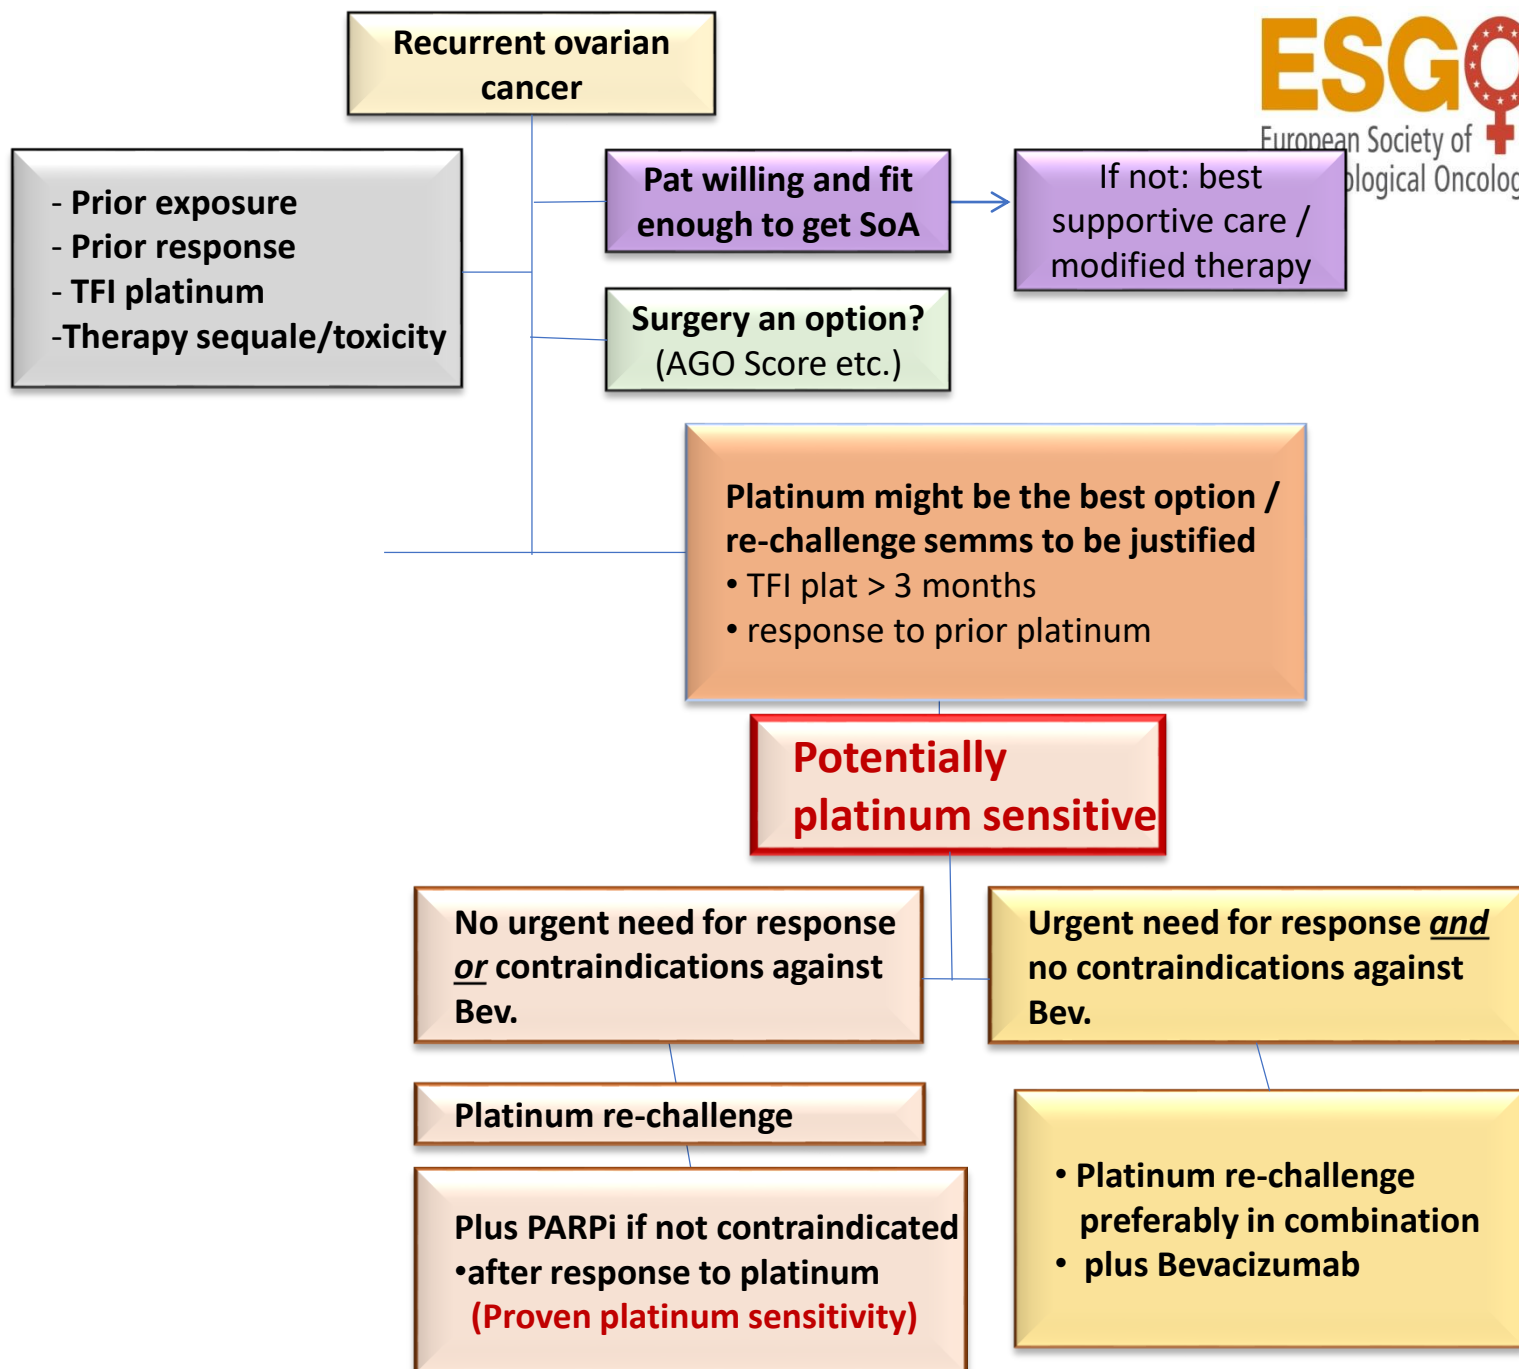 Recurrent ovarian
cancer
ESGO
European Society of
ological Oncolog
- Prior exposure
- Prior response
- TFI platinum
-Therapy sequale/toxicity
Pat willing and fit
enough to get SoA
If not: best
supportive care /
modified therapy
Surgery an option?
(AGO Score etc.)
Platinum might be the best option /
re-challenge semms to be justified
• TFI plat > 3 months
• response to prior platinum
Potentially
platinum sensitive
No urgent need for response
or contraindications against
Bev.
Urgent need for response and
no contraindications against
Bev.
Platinum re-challenge
Plus PARPi if not contraindicated
•after response to platinum
(Proven platinum sensitivity)
• Platinum re-challenge
preferably in combination
• plus Bevacizumab